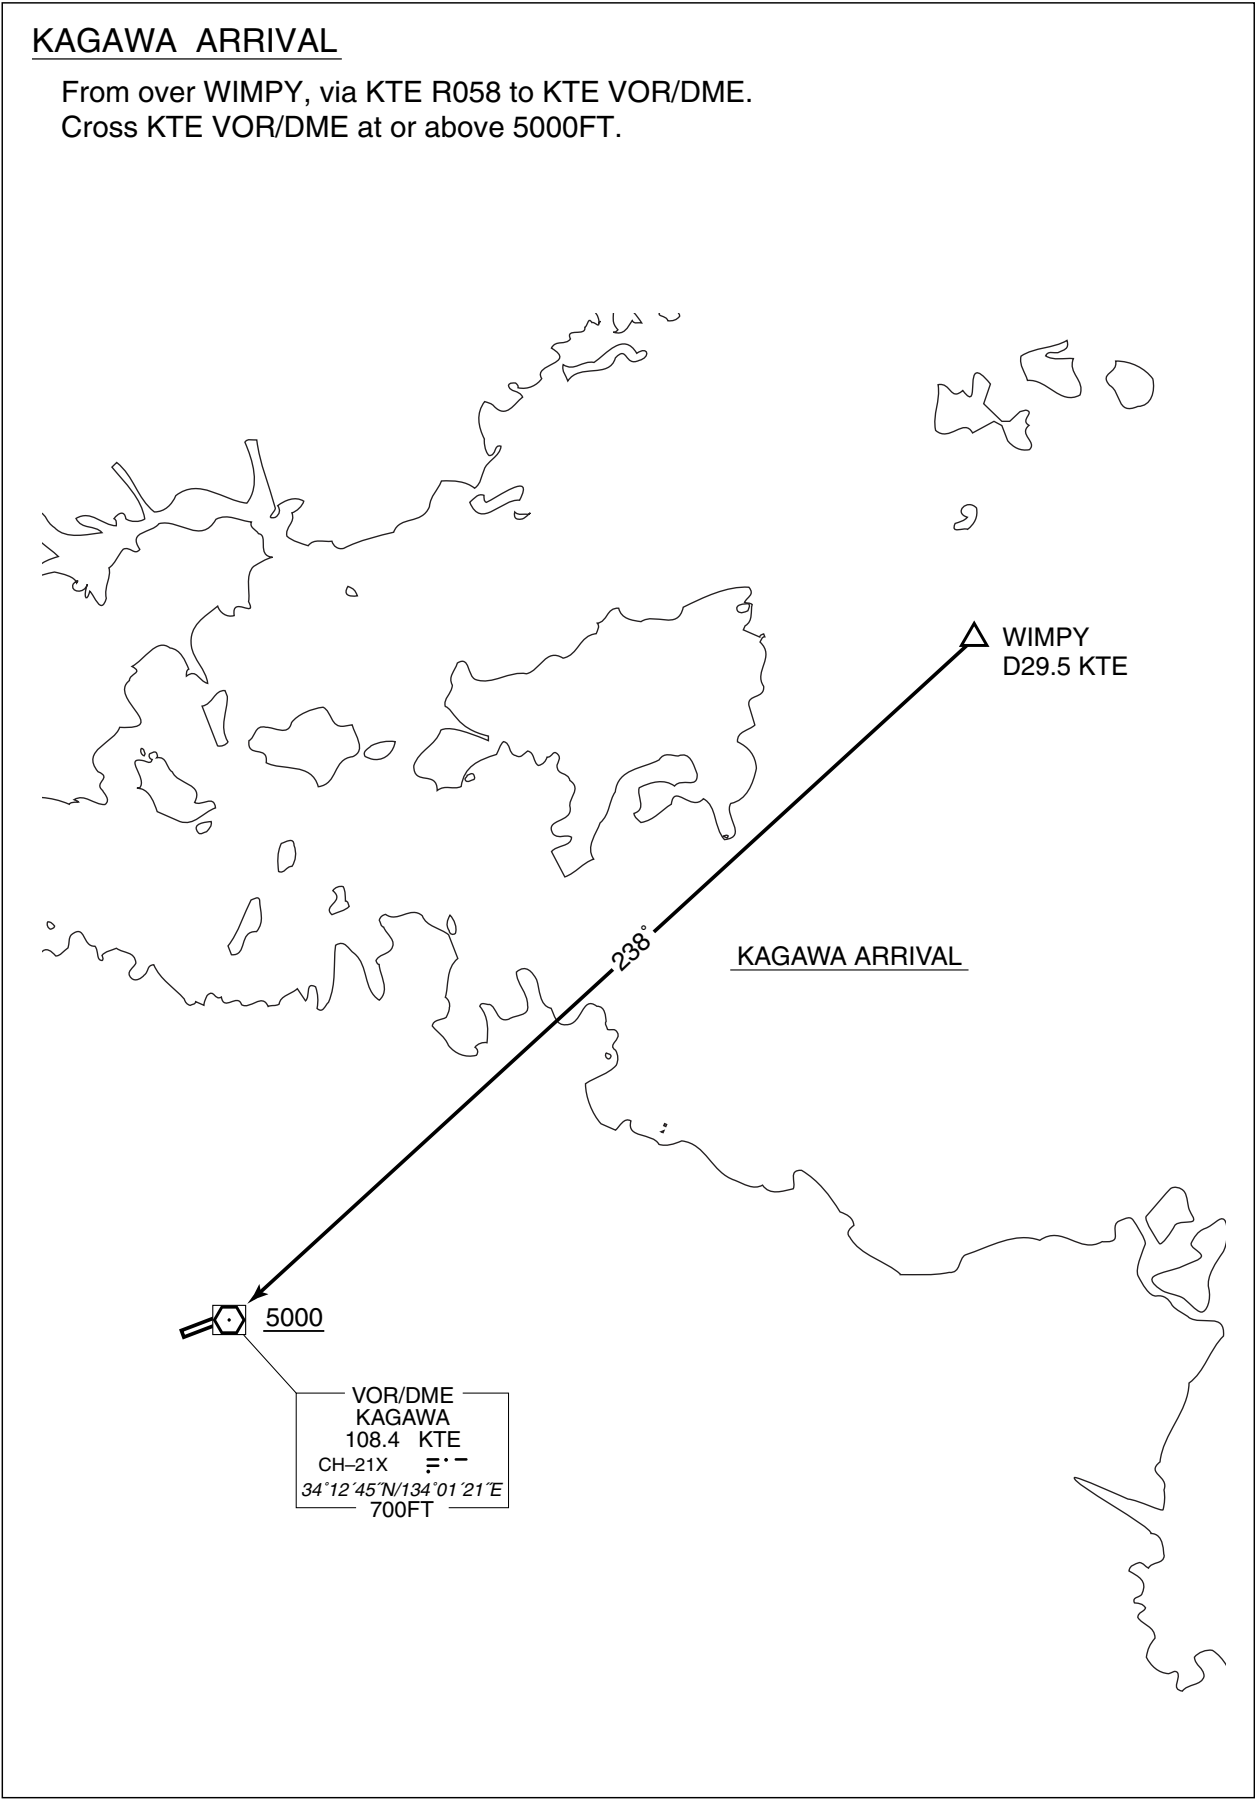 KAGAWA ARRIVAL
From over WIMPY, via KTE R058 to KTE VOR/DME.
Cross KTE VOR/DME at or above 5000FT.
WIMPY
D29.5 KTE
238°
KAGAWA ARRIVAL
5000
VOR/DME
KAGAWA
108.4 KTE
CH–21X
34°12´45˝N/134°01´21˝E
700FT